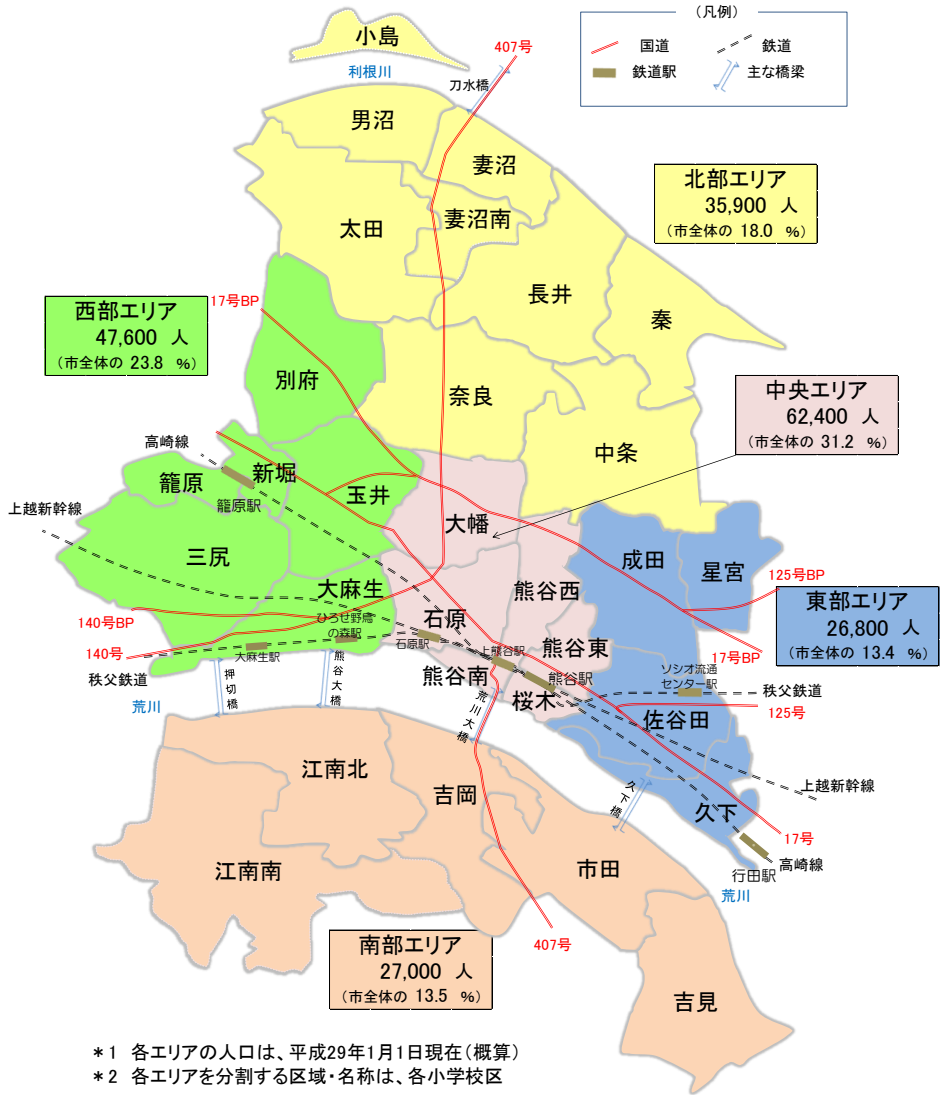 （凡例）
国道
鉄道
鉄道駅
主な橋梁
小島
407号
利根川
刀水橋
男沼
妻沼
妻沼南
太田
長井
秦
北部エリア
35,900 人
（市全体の 18.0 %）
西部エリア
47,600 人
（市全体の 23.8 %）
17号BP
別府
奈良
中条
中央エリア
62,400 人
（市全体の 31.2 %）
高崎線
新堀
籠原
籠原駅
玉井
大幡
上越新幹線
三尻
成田
星宮
125号BP
大麻生
熊谷西
東部エリア
26,800 人
（市全体の 13.4 %）
140号BP
ひろせ野鳥
の森駅
石原
石原駅
熊谷東
17号BP
140号
大麻生駅
上熊谷駅
熊谷駅
ソシオ流通
センター駅
秩父鉄道
熊谷南
桜木
秩父鉄道
荒川
押切橋
熊谷大橋
荒川大橋
佐谷田
125号
江南北
吉岡
久下橋
上越新幹線
久下
17号
江南南
市田
行田駅
高崎線
荒川
407号
南部エリア
27,000 人
（市全体の 13.5 %）
吉見
＊1 各エリアの人口は、平成29年1月1日現在（概算）
＊2 各エリアを分割する区域・名称は、各小学校区